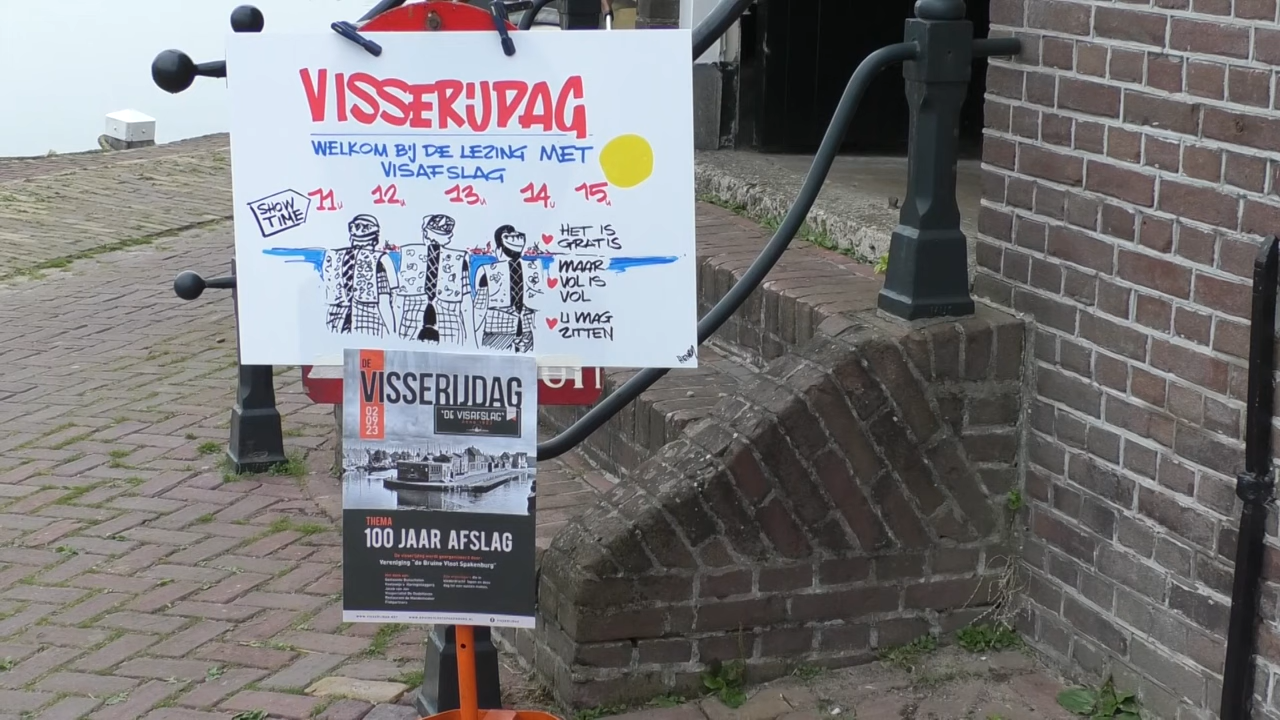 VISSERIJDAG
WELKOM BIJ DE LEZING MET
VISAFSLAG
SHOW
TIME
11u 12u 13u 14u 15u
HET IS
GRATIS
MAAR
VOL IS
VOL
U MAG
ZITTEN
DE
VISSERIJDAG
02
09
23
"DE VISAFSLAG"
THEMA
100 JAAR AFSLAG
Vereniging "de Bruine Vloot Spakenburg"